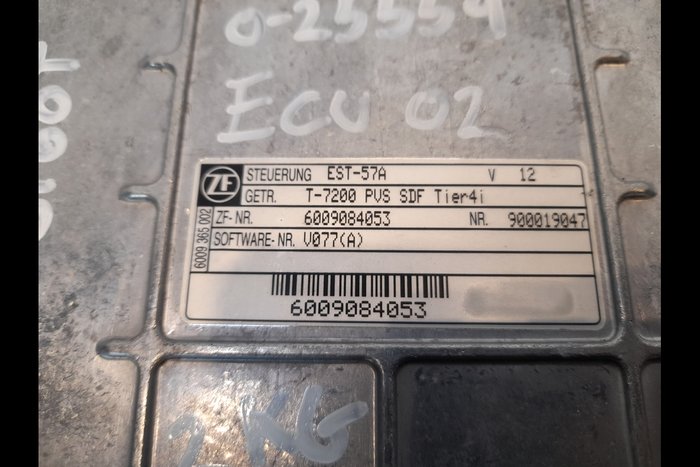 0-25559
ECU 02
ZF
STEUERUNG EST-57A V 12
GETR. T-7200 PVS SDF Tier4i
ZF-NR. 6009084053 NR. 900019047
SOFTWARE-NR. V077(A)
6009 365 002
6009084053